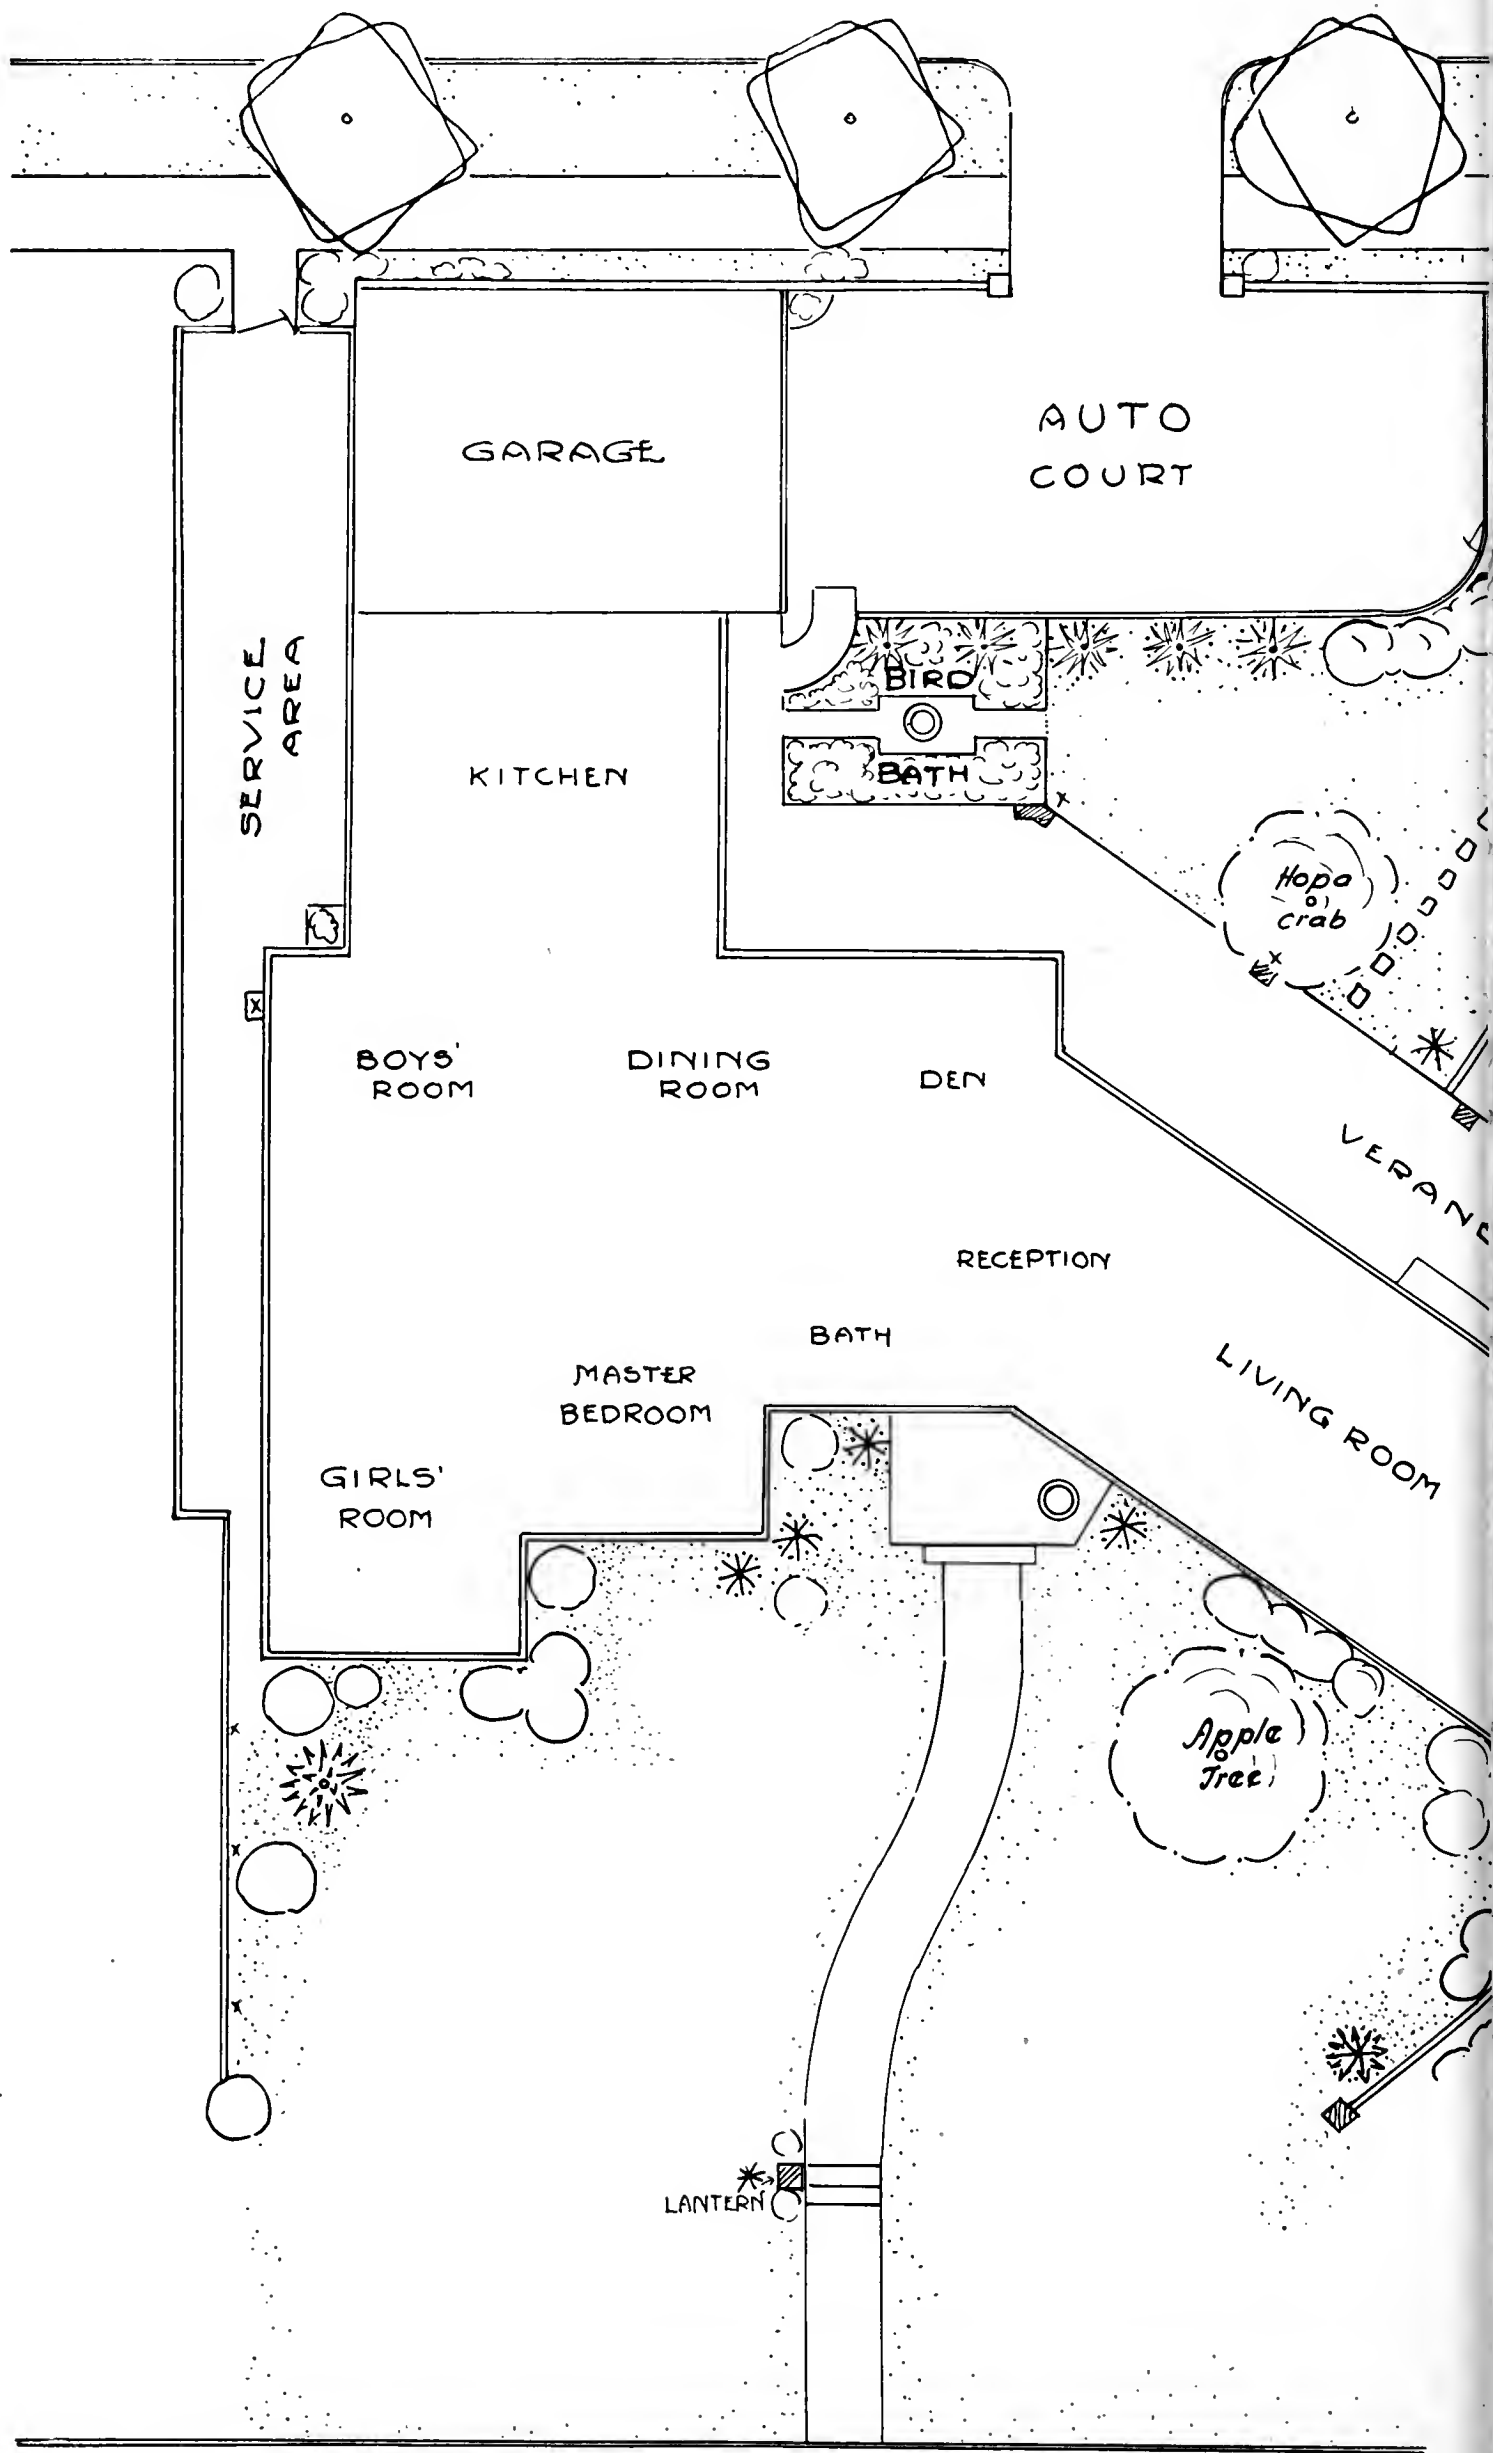 AUTO
COURT
GARAGE
SERVICE
AREA
BIRD
BATH
KITCHEN
Hopa
crab
BOYS'
ROOM
DINING
ROOM
DEN
VERAND
RECEPTION
BATH
LIVING ROOM
MASTER
BEDROOM
GIRLS'
ROOM
Apple
Tree
LANTERN